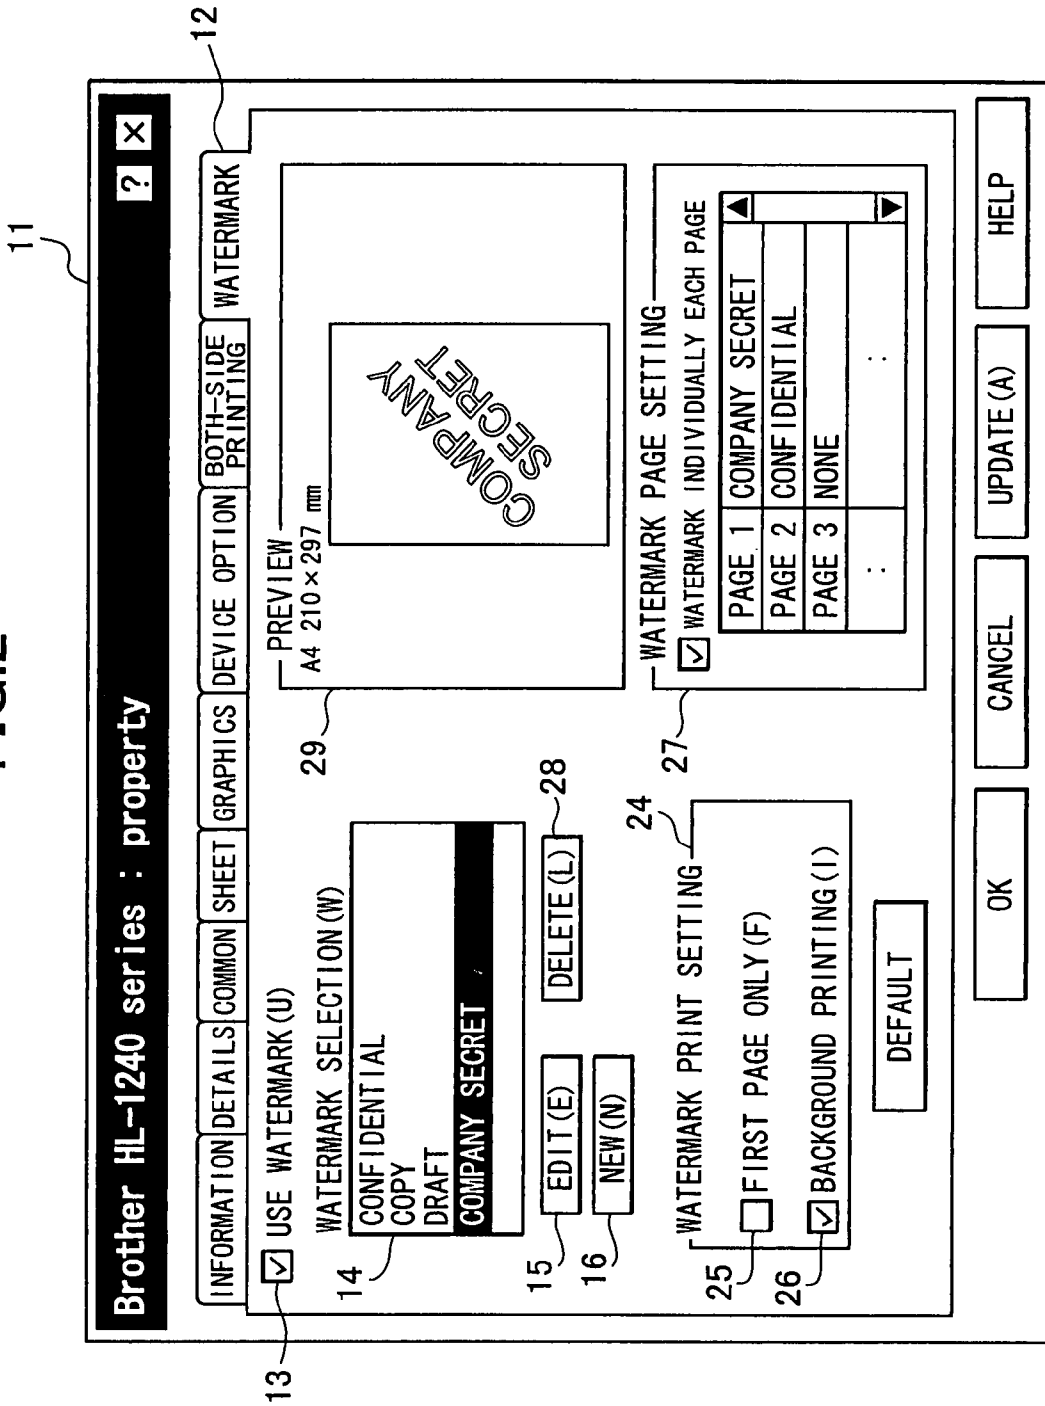 11
Brother HL-1240 series : property ? ×
12
INFORMATION DETAILS COMMON SHEET GRAPHICS DEVICE OPTION BOTH-SIDE PRINTING WATERMARK
13
USE WATERMARK(U)
WATERMARK SELECTION(W)
14
CONFIDENTIAL
COPY
DRAFT
COMPANY SECRET
15
EDIT(E)
DELETE(L)
28
16
NEW(N)
WATERMARK PRINT SETTING
24
25
FIRST PAGE ONLY(F)
26
BACKGROUND PRINTING(I)
DEFAULT
29
PREVIEW
A4 210×297 mm
COMPANY
SECRET
27
WATERMARK PAGE SETTING
WATERMARK INDIVIDUALLY EACH PAGE
PAGE 1 COMPANY SECRET
PAGE 2 CONFIDENTIAL
PAGE 3 NONE
: :
OK CANCEL UPDATE(A) HELP